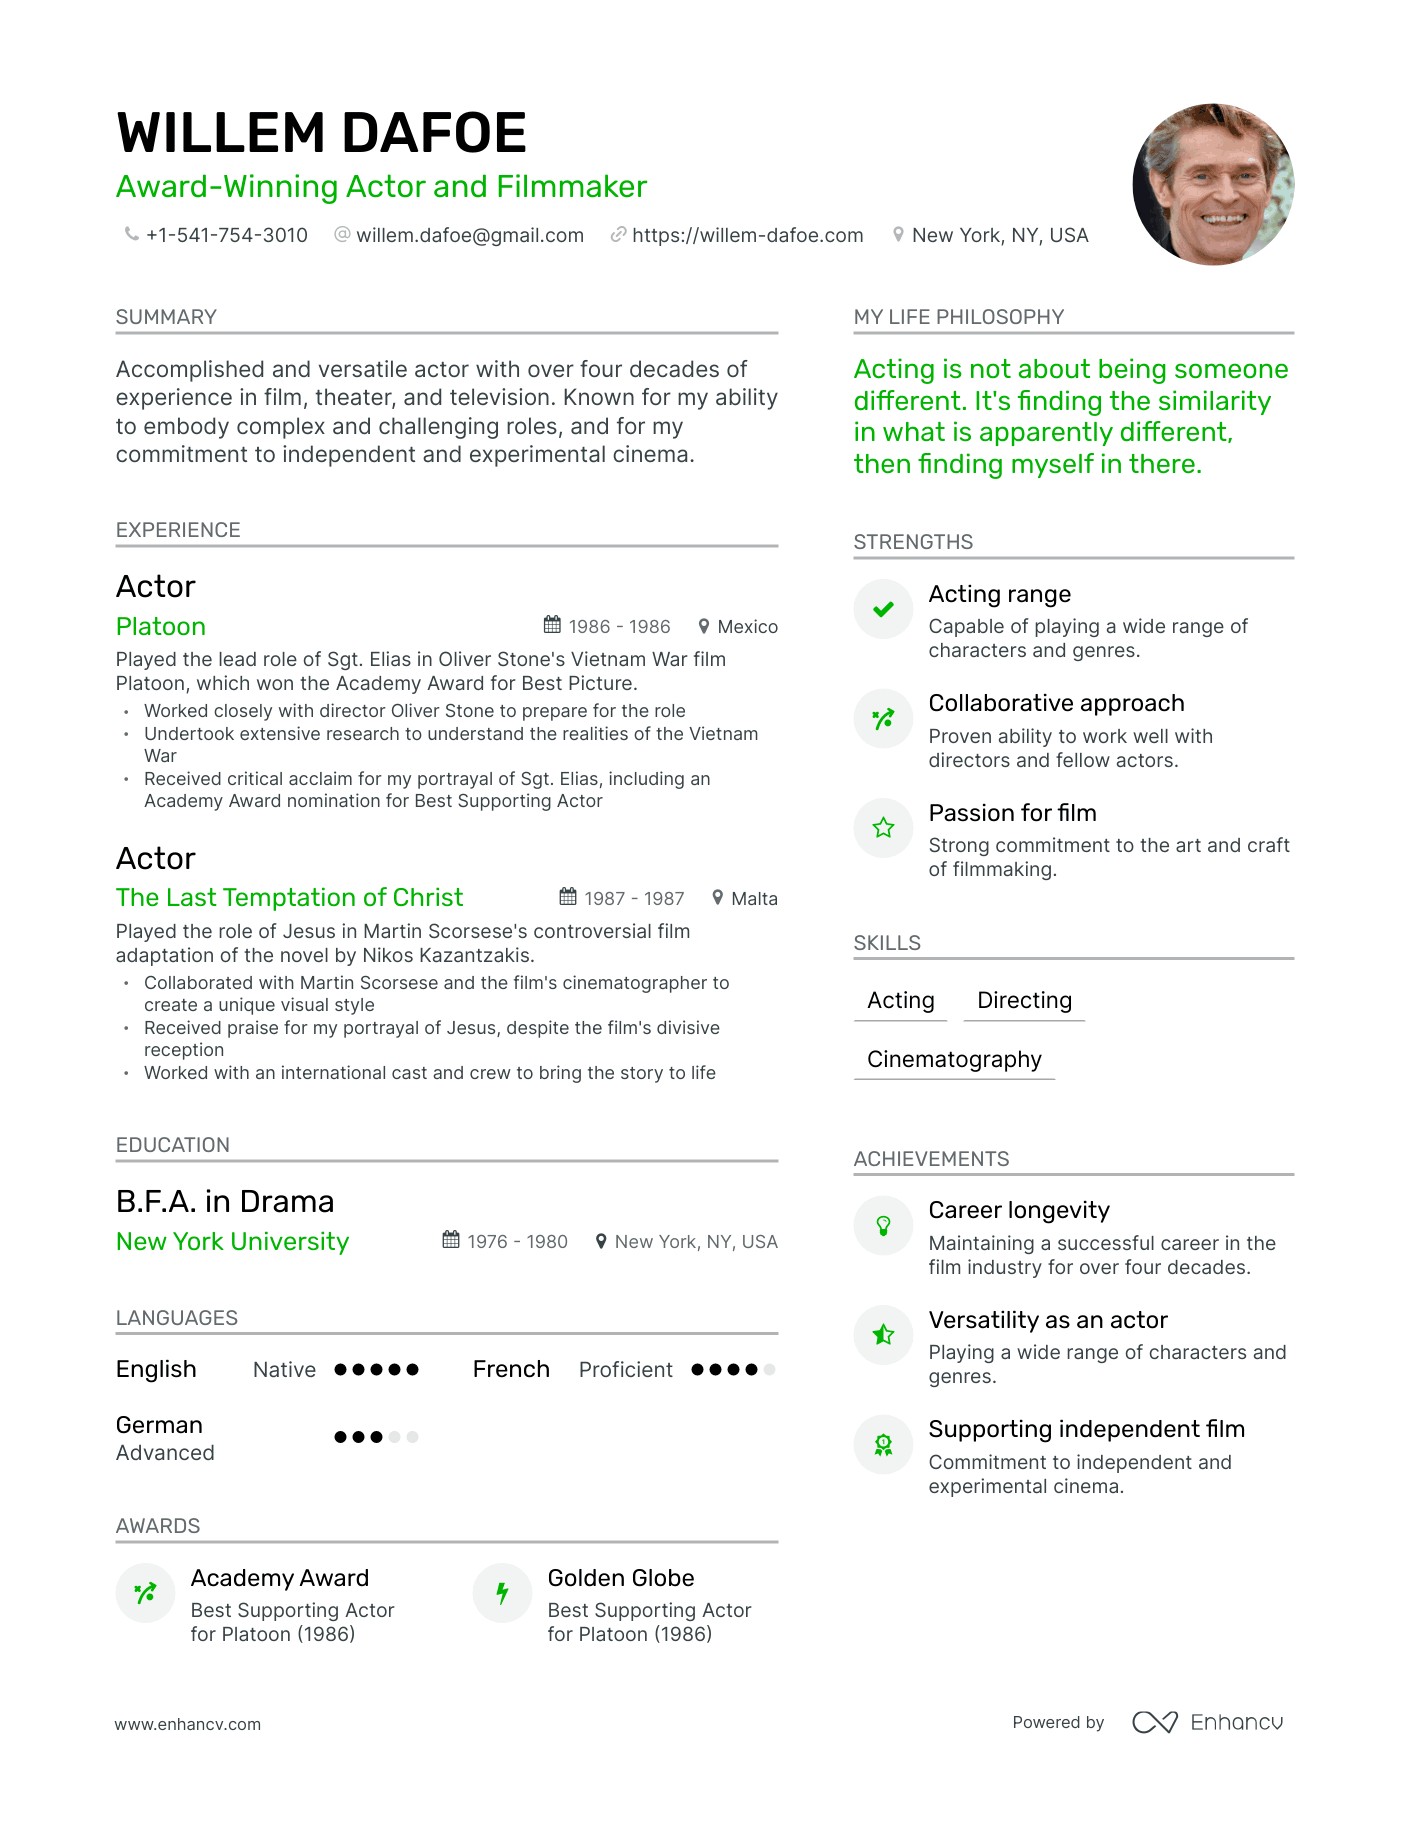 WILLEM DAFOE
Award-Winning Actor and Filmmaker
+1-541-754-3010 @ willem.dafoe@gmail.com https://willem-dafoe.com New York, NY, USA
SUMMARY
Accomplished and versatile actor with over four decades of
experience in film, theater, and television. Known for my ability
to embody complex and challenging roles, and for my
commitment to independent and experimental cinema.
EXPERIENCE
Actor
Platoon 1986 - 1986 Mexico
Played the lead role of Sgt. Elias in Oliver Stone's Vietnam War film
Platoon, which won the Academy Award for Best Picture.
• Worked closely with director Oliver Stone to prepare for the role
• Undertook extensive research to understand the realities of the Vietnam
War
• Received critical acclaim for my portrayal of Sgt. Elias, including an
Academy Award nomination for Best Supporting Actor
Actor
The Last Temptation of Christ 1987 - 1987 Malta
Played the role of Jesus in Martin Scorsese's controversial film
adaptation of the novel by Nikos Kazantzakis.
• Collaborated with Martin Scorsese and the film's cinematographer to
create a unique visual style
• Received praise for my portrayal of Jesus, despite the film's divisive
reception
• Worked with an international cast and crew to bring the story to life
EDUCATION
B.F.A. in Drama
New York University 1976 - 1980 New York, NY, USA
LANGUAGES
English Native French Proficient
German
Advanced
AWARDS
Academy Award
Best Supporting Actor
for Platoon (1986)
Golden Globe
Best Supporting Actor
for Platoon (1986)
MY LIFE PHILOSOPHY
Acting is not about being someone
different. It's finding the similarity
in what is apparently different,
then finding myself in there.
STRENGTHS
Acting range
Capable of playing a wide range of
characters and genres.
Collaborative approach
Proven ability to work well with
directors and fellow actors.
Passion for film
Strong commitment to the art and craft
of filmmaking.
SKILLS
Acting Directing
Cinematography
ACHIEVEMENTS
Career longevity
Maintaining a successful career in the
film industry for over four decades.
Versatility as an actor
Playing a wide range of characters and
genres.
Supporting independent film
Commitment to independent and
experimental cinema.
www.enhancv.com
Powered by Enhancv